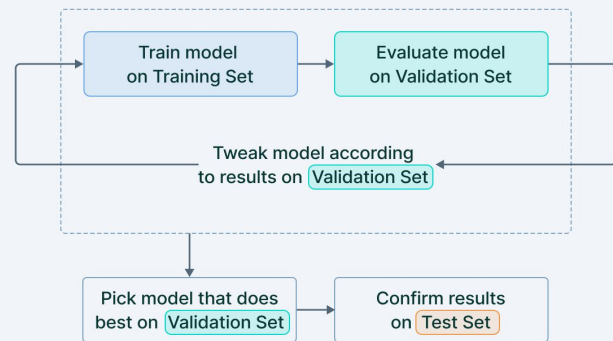 Train model
on Training Set
Evaluate model
on Validation Set
Tweak model according
to results on Validation Set
Pick model that does
best on Validation Set
Confirm results
on Test Set